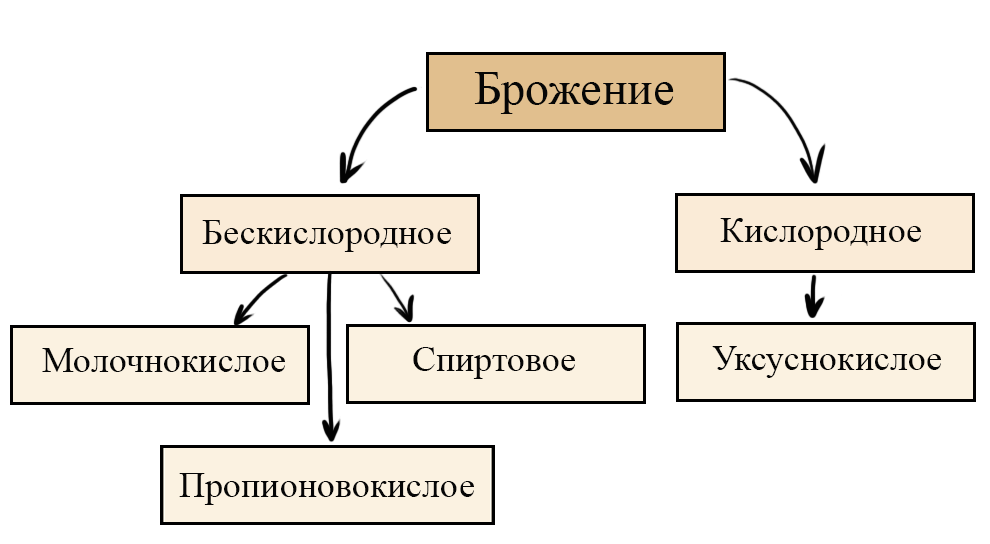 Брожение
Бескислородное
Кислородное
Молочнокислое
Спиртовое
Уксуснокислое
Пропионовокислое